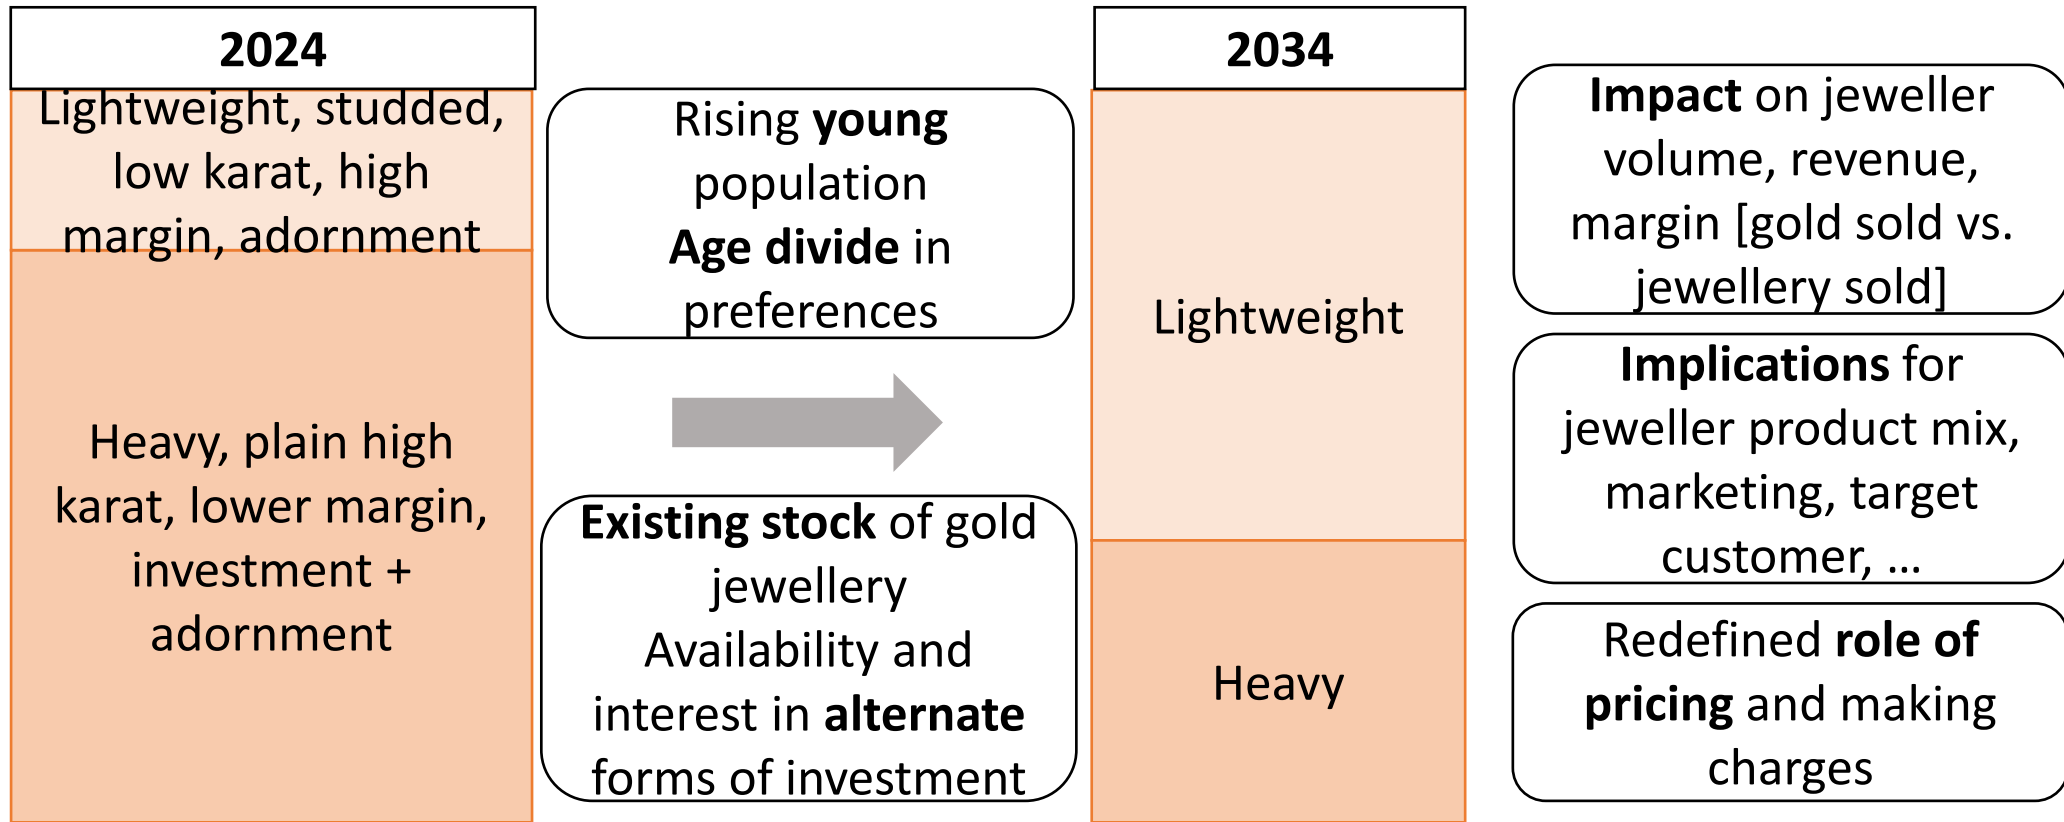 2024
Lightweight, studded,
low karat, high
margin, adornment
Heavy, plain high
karat, lower margin,
investment +
adornment
Rising young
population
Age divide in
preferences
Existing stock of gold
jewellery
Availability and
interest in alternate
forms of investment
2034
Lightweight
Heavy
Impact on jeweller
volume, revenue,
margin [gold sold vs.
jewellery sold]
Implications for
jeweller product mix,
marketing, target
customer, …
Redefined role of
pricing and making
charges